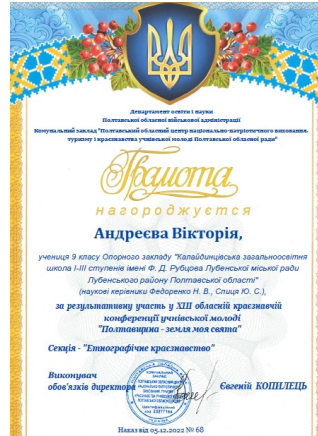 Департамент освіти і науки
Полтавської обласної військової адміністрації
Комунальний заклад "Полтавський обласний центр національно-патріотичного виховання,
туризму і краєзнавства учнівської молоді Полтавської обласної ради"
Грамота
нагороджується
Андреєва Вікторія,
учениця 9 класу Опорного закладу "Калайдинцівська загальноосвітня
школа І-ІІІ ступенів імені Ф. Д. Рубцова Лубенської міської ради
Лубенського району Полтавської області"
(наукові керівники Федоренко Н. В., Спиця Ю. С.),
за результативну участь у ХІІІ обласній краєзнавчій
конференції учнівської молоді
"Полтавщина - земля моя свята"
Секція - "Етнографічне краєзнавство"
Виконувач
обов'язків директора
Євгеній КОПИЛЕЦЬ
Наказ від 05.12.2022 № 68